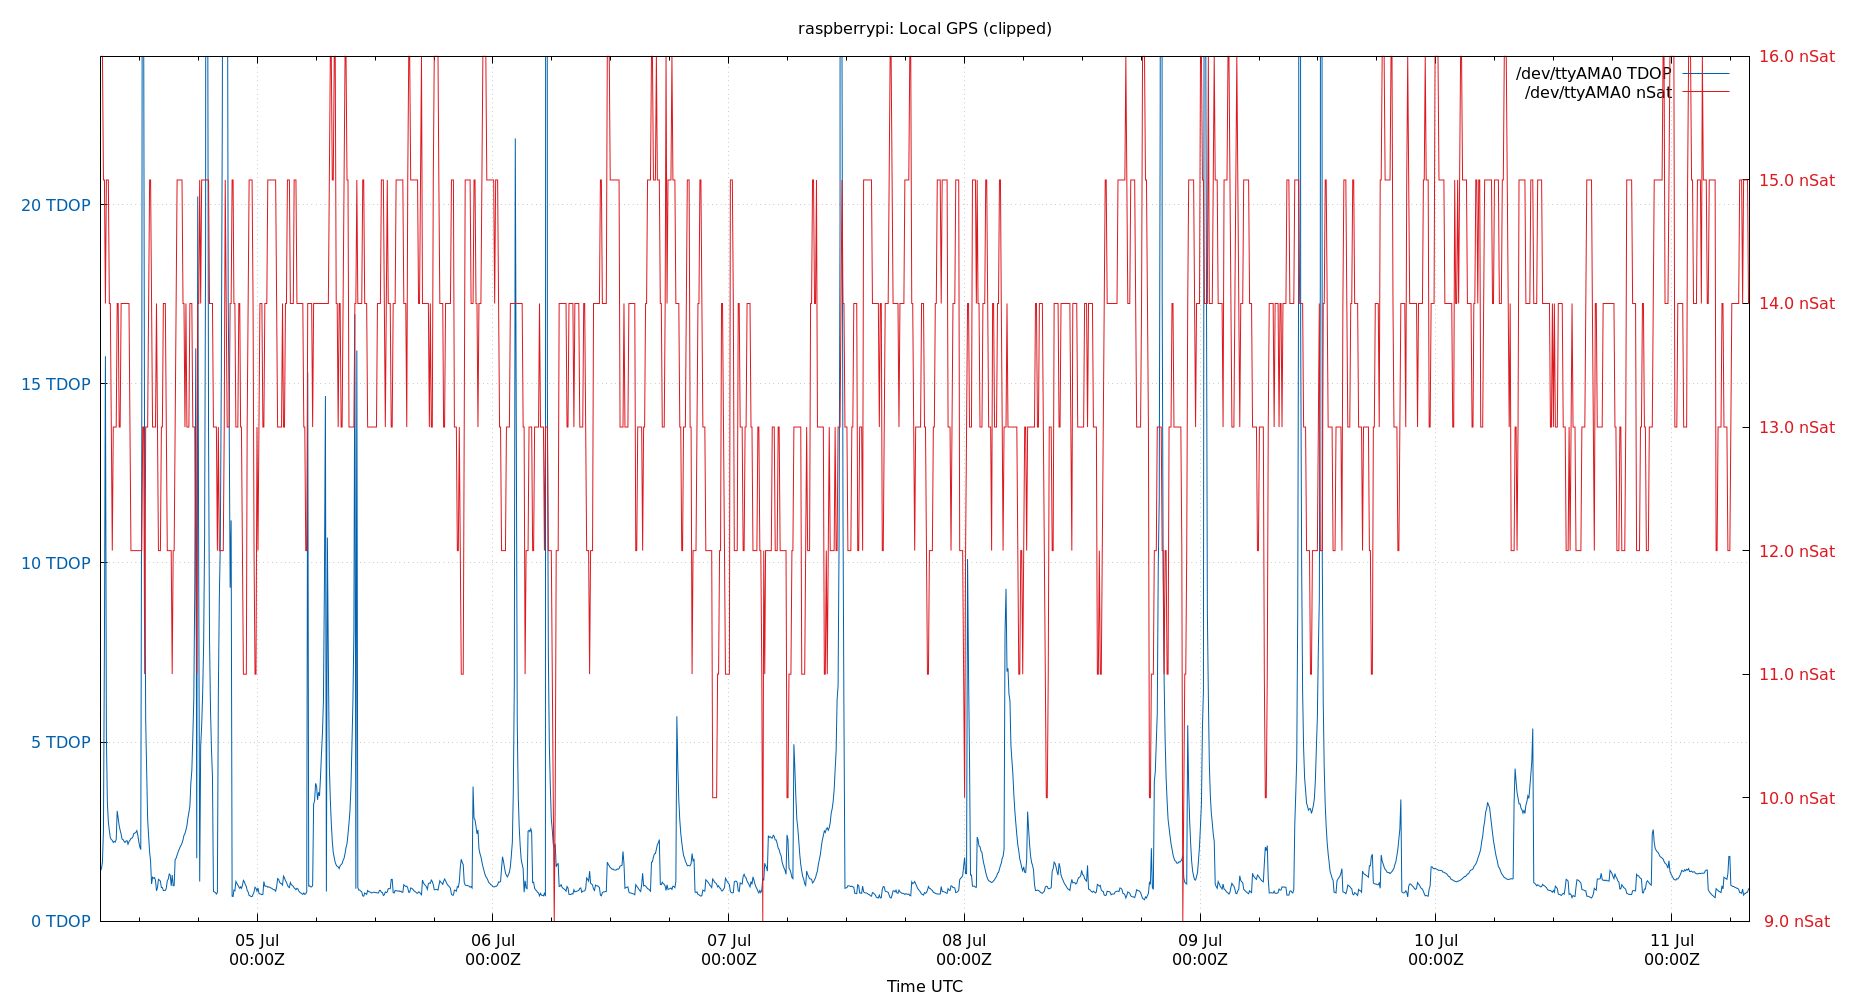 raspberrypi: Local GPS (clipped)
/dev/ttyAMA0 TDOP
/dev/ttyAMA0 nSat
20 TDOP
15 TDOP
10 TDOP
5 TDOP
0 TDOP
16.0 nSat
15.0 nSat
14.0 nSat
13.0 nSat
12.0 nSat
11.0 nSat
10.0 nSat
9.0 nSat
05 Jul
00:00Z
06 Jul
00:00Z
07 Jul
00:00Z
08 Jul
00:00Z
09 Jul
00:00Z
10 Jul
00:00Z
11 Jul
00:00Z
Time UTC